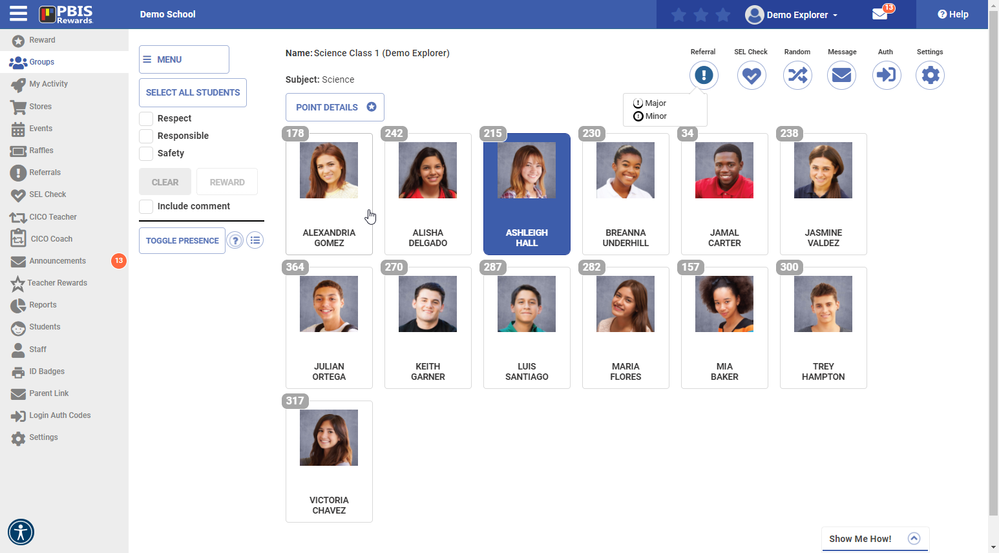 PBIS
Rewards
Demo School
Demo Explorer
13
Help
Reward
Groups
My Activity
Stores
Events
Raffles
Referrals
SEL Check
CICO Teacher
CICO Coach
Announcements
13
Teacher Rewards
Reports
Students
Staff
ID Badges
Parent Link
Login Auth Codes
Settings
MENU
SELECT ALL STUDENTS
Respect
Responsible
Safety
CLEAR
REWARD
Include comment
TOGGLE PRESENCE
Name: Science Class 1 (Demo Explorer)
Subject: Science
POINT DETAILS
Referral
SEL Check
Random
Message
Auth
Settings
Major
Minor
178
ALEXANDRIA
GOMEZ
242
ALISHA
DELGADO
215
ASHLEIGH
HALL
230
BREANNA
UNDERHILL
34
JAMAL
CARTER
238
JASMINE
VALDEZ
364
JULIAN
ORTEGA
270
KEITH
GARNER
287
LUIS
SANTIAGO
282
MARIA
FLORES
157
MIA
BAKER
300
TREY
HAMPTON
317
VICTORIA
CHAVEZ
Show Me How!